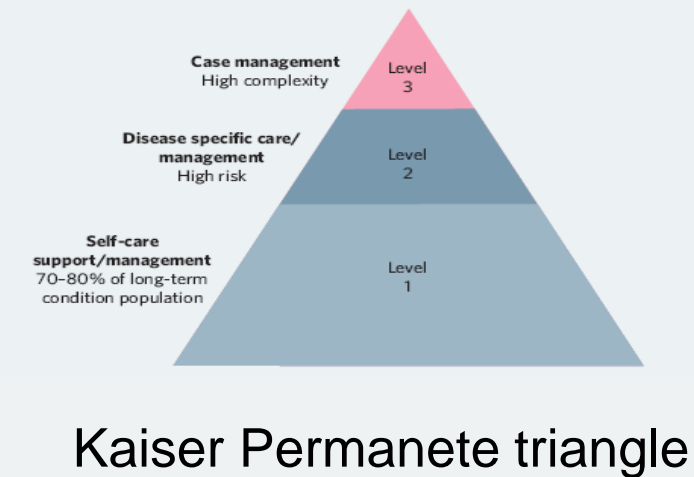 Case management
High complexity
Level
3
Disease specific care/
management
High risk
Level
2
Self-care
support/management
70–80% of long-term
condition population
Level
1
Kaiser Permanete triangle